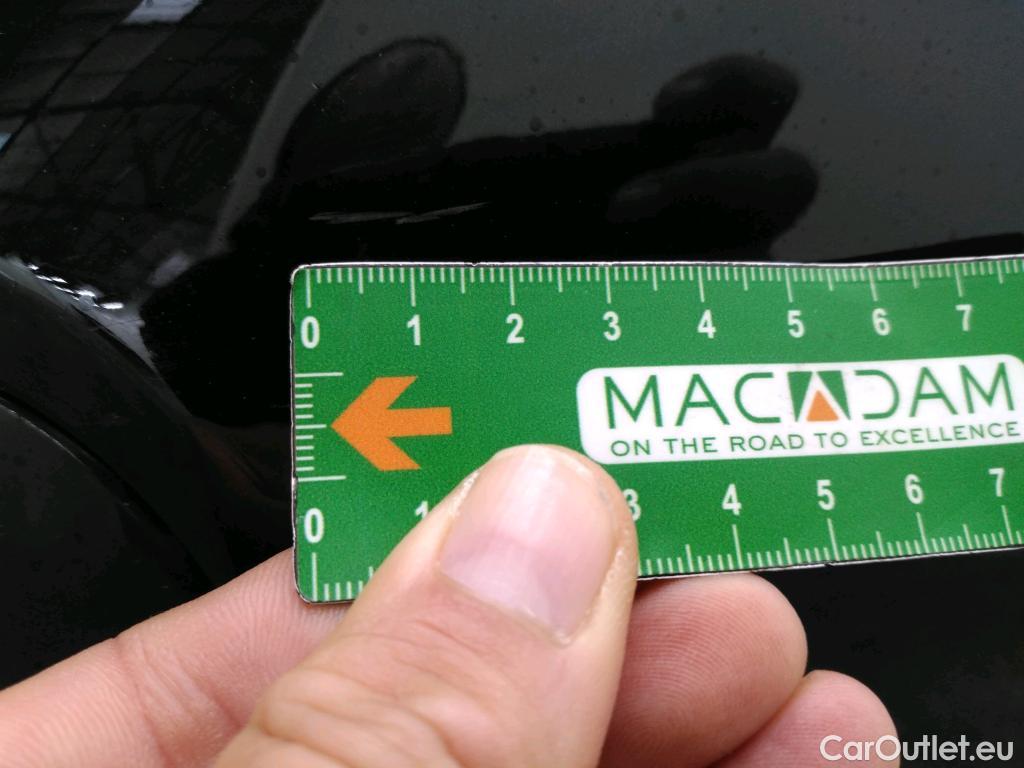 0 1 2 3 4 5 6 7
MACADAM
ON THE ROAD TO EXCELLENCE
0 1 3 4 5 6 7
CarOutlet.eu